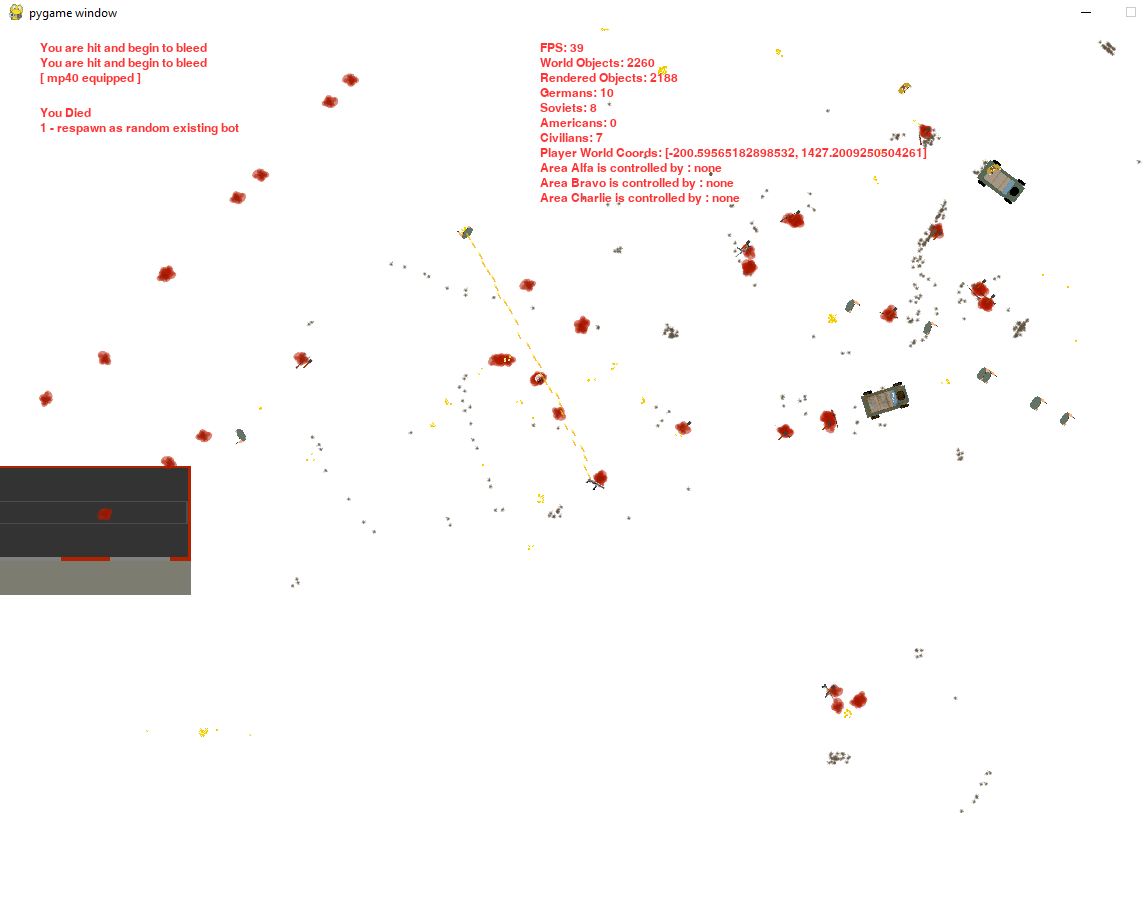 pygame window
You are hit and begin to bleed
You are hit and begin to bleed
[ mp40 equipped ]
You Died
1 - respawn as random existing bot
FPS: 39
World Objects: 2260
Rendered Objects: 2188
Germans: 10
Soviets: 8
Americans: 0
Civilians: 7
Player World Coords: [-200.59565182898532, 1427.2009250504261]
Area Alfa is controlled by : none
Area Bravo is controlled by : none
Area Charlie is controlled by : none